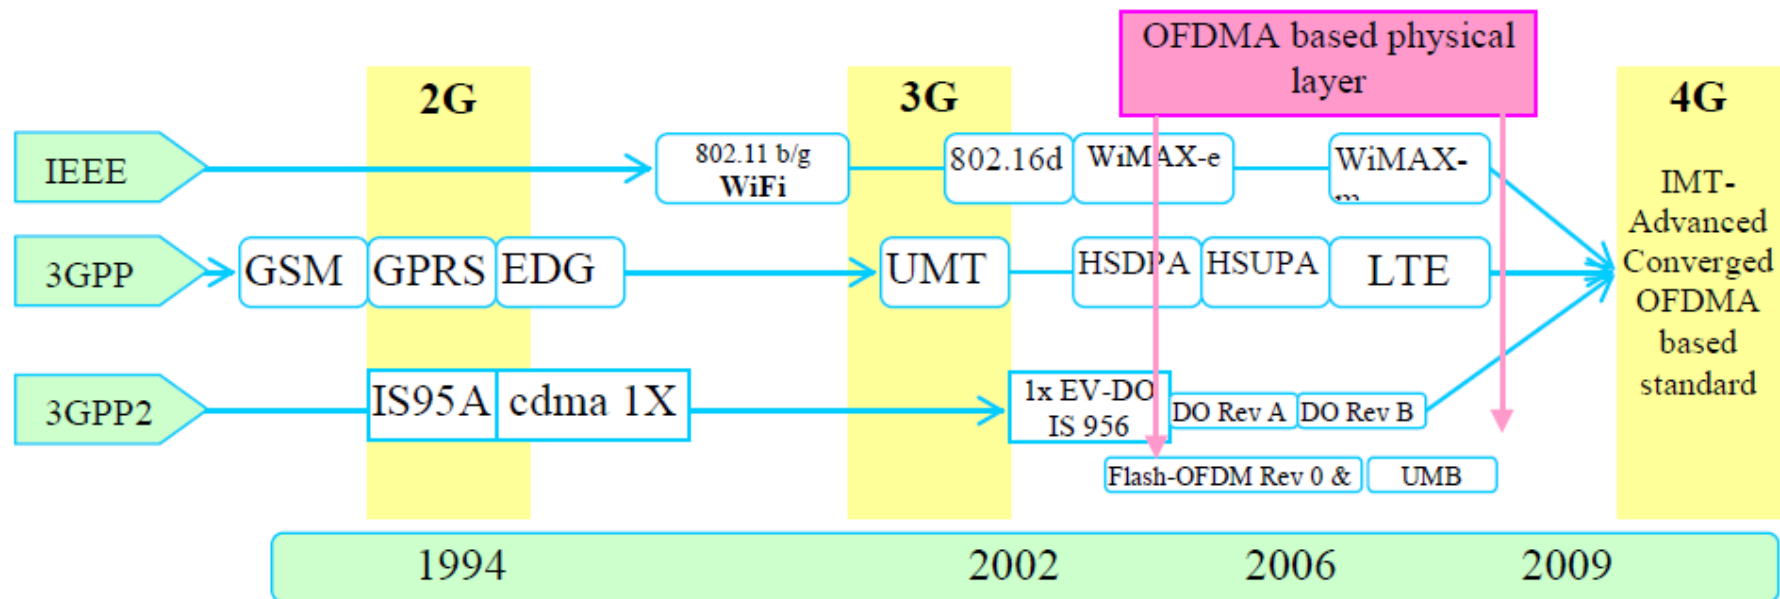 OFDMA based physical
layer
2G
3G
4G
IEEE
802.11 b/g
WiFi
802.16d
WiMAX-e
WiMAX-
IMT-
Advanced
Converged
OFDMA
based
standard
3GPP
GSM
GPRS
EDG
UMT
HSDPA
HSUPA
LTE
3GPP2
IS95A
cdma 1X
1x EV-DO
IS 956
DO Rev A
DO Rev B
Flash-OFDM Rev 0 &
UMB
1994
2002
2006
2009